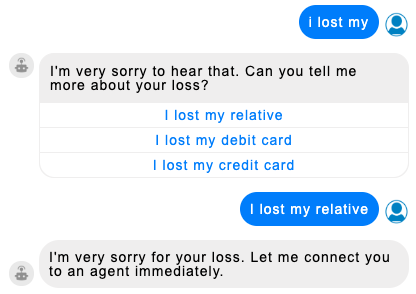 i lost my
I'm very sorry to hear that. Can you tell me
more about your loss?
I lost my relative
I lost my debit card
I lost my credit card
I lost my relative
I'm very sorry for your loss. Let me connect you
to an agent immediately.